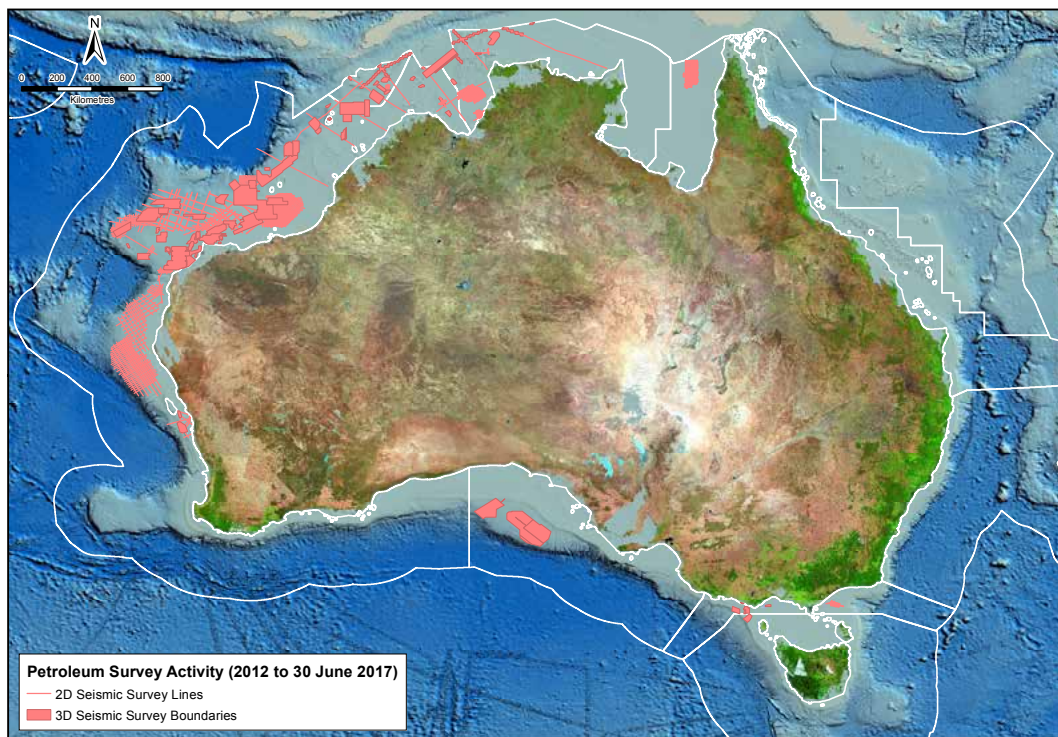 N
0 200 400 600 800
Kilometres
Petroleum Survey Activity (2012 to 30 June 2017)
2D Seismic Survey Lines
3D Seismic Survey Boundaries